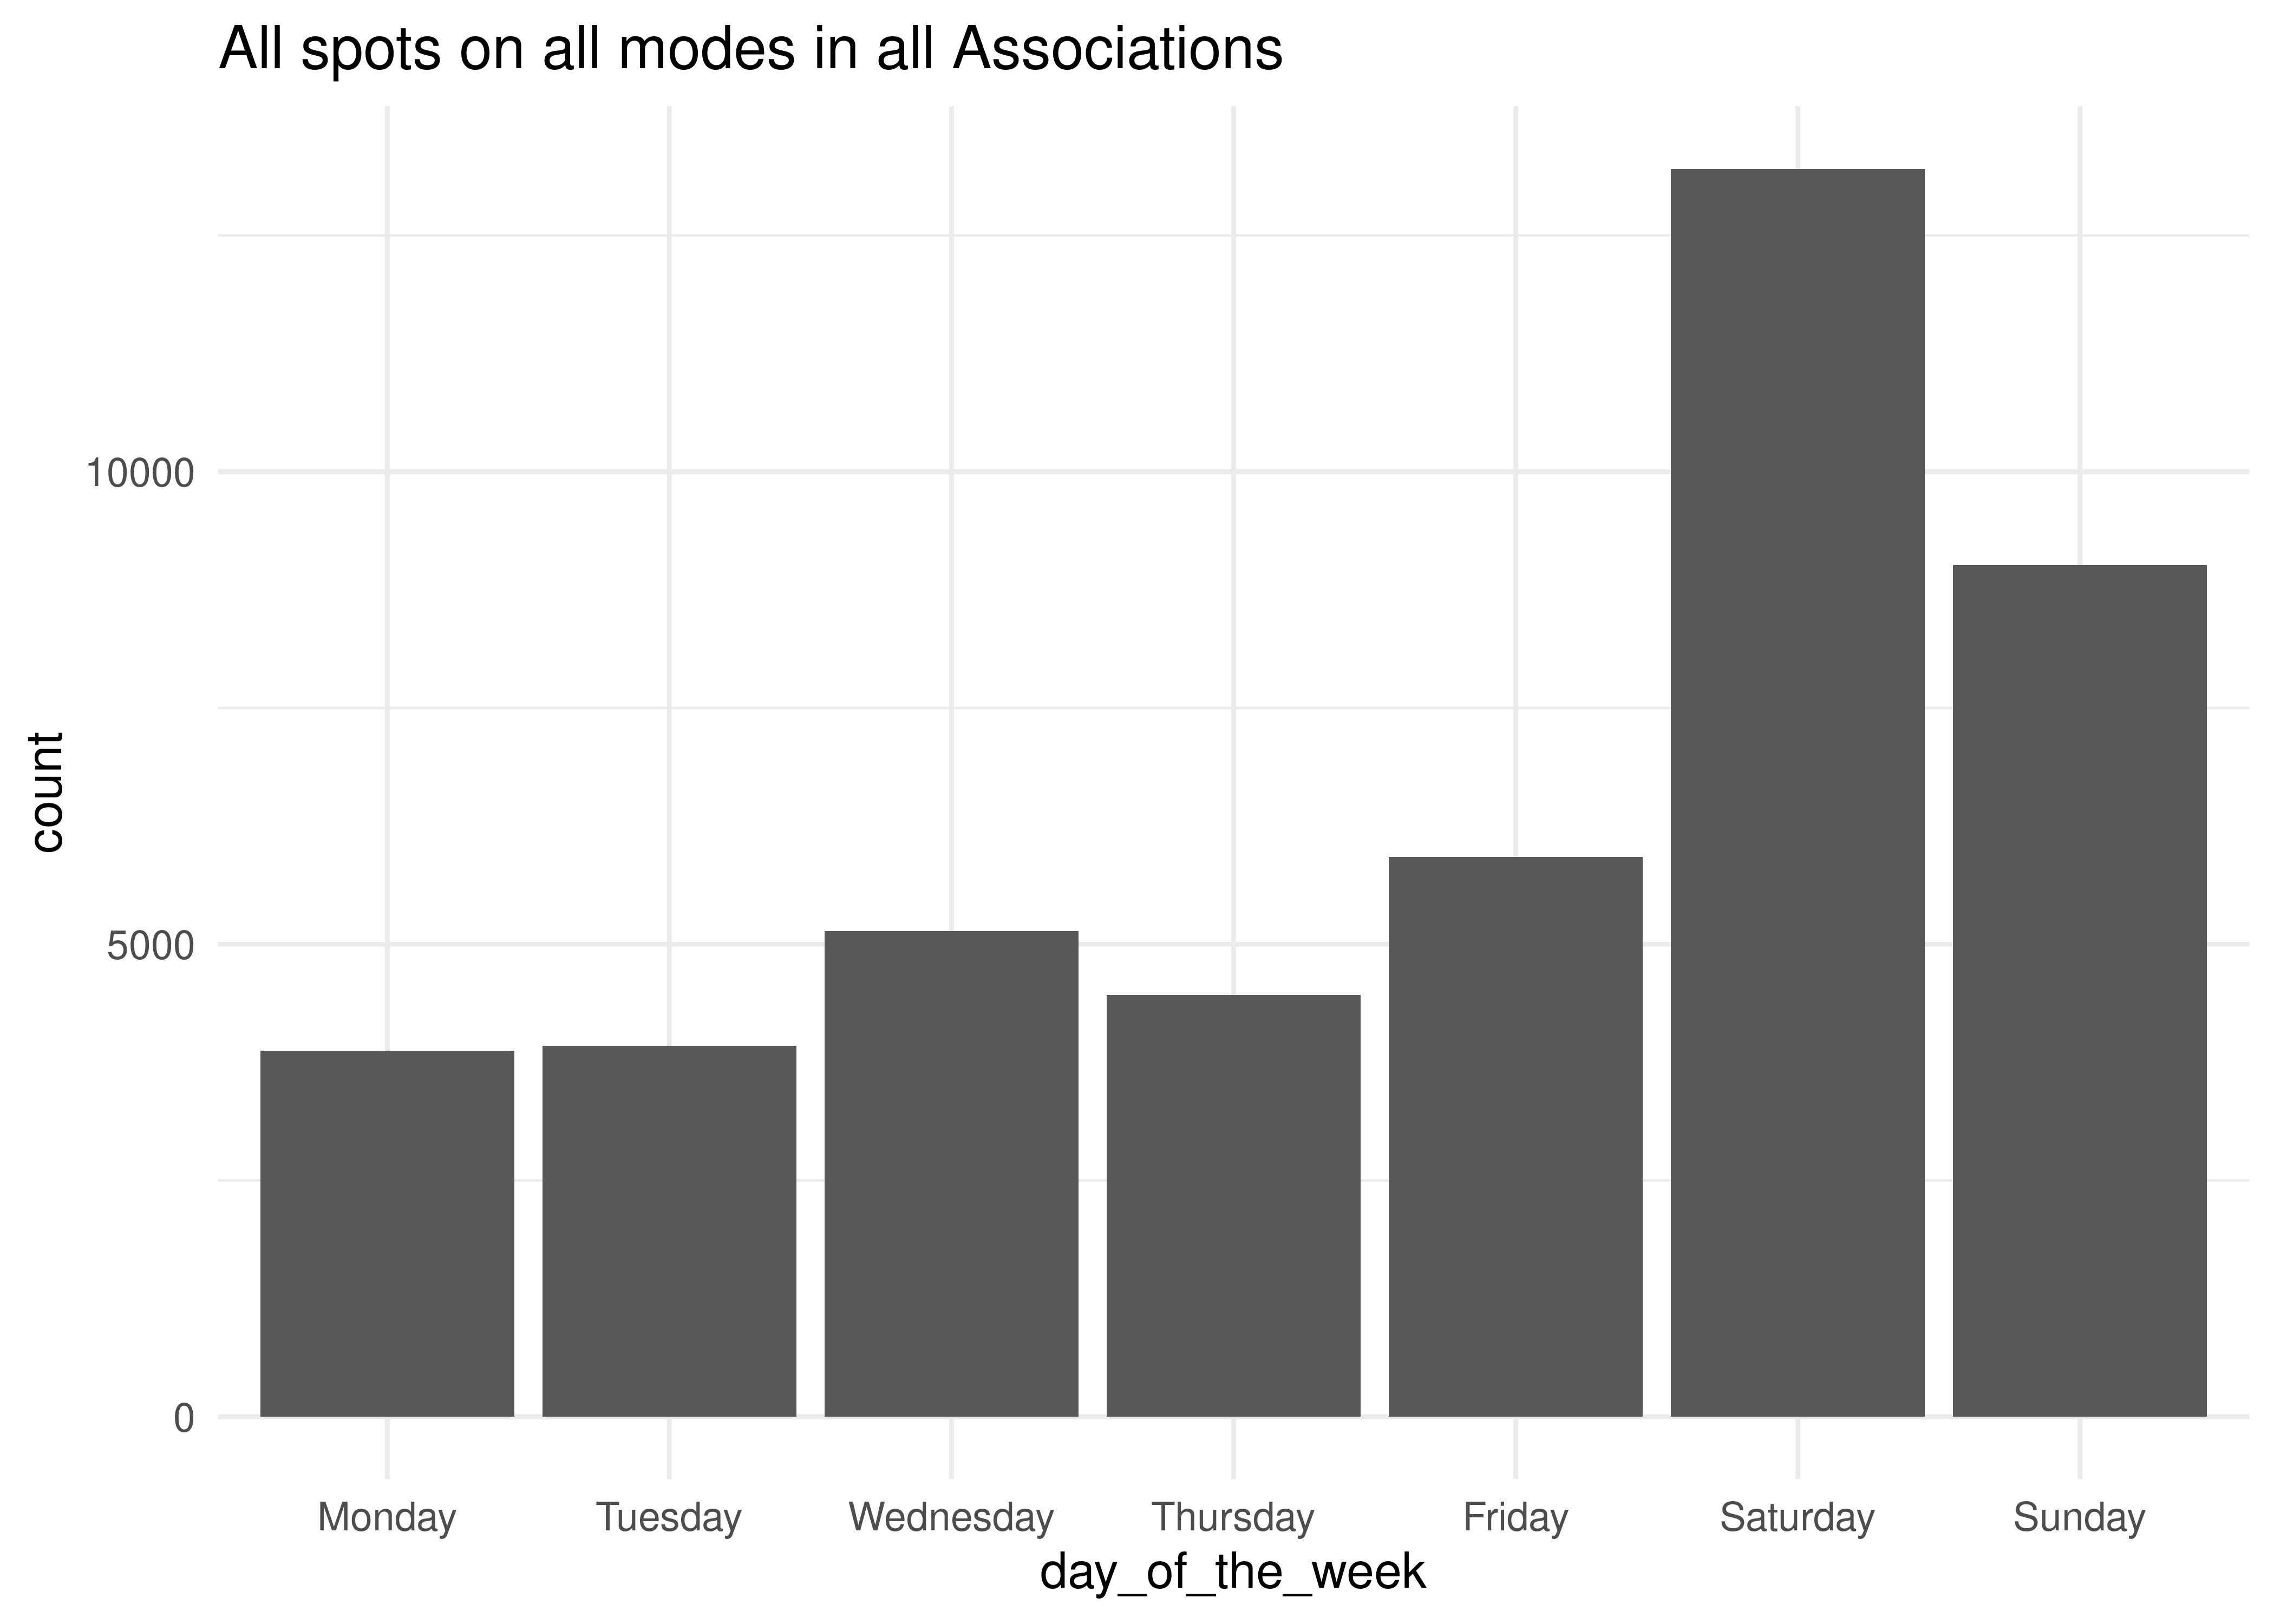 All spots on all modes in all Associations
count
10000
5000
0
Monday Tuesday Wednesday Thursday Friday Saturday Sunday
day_of_the_week